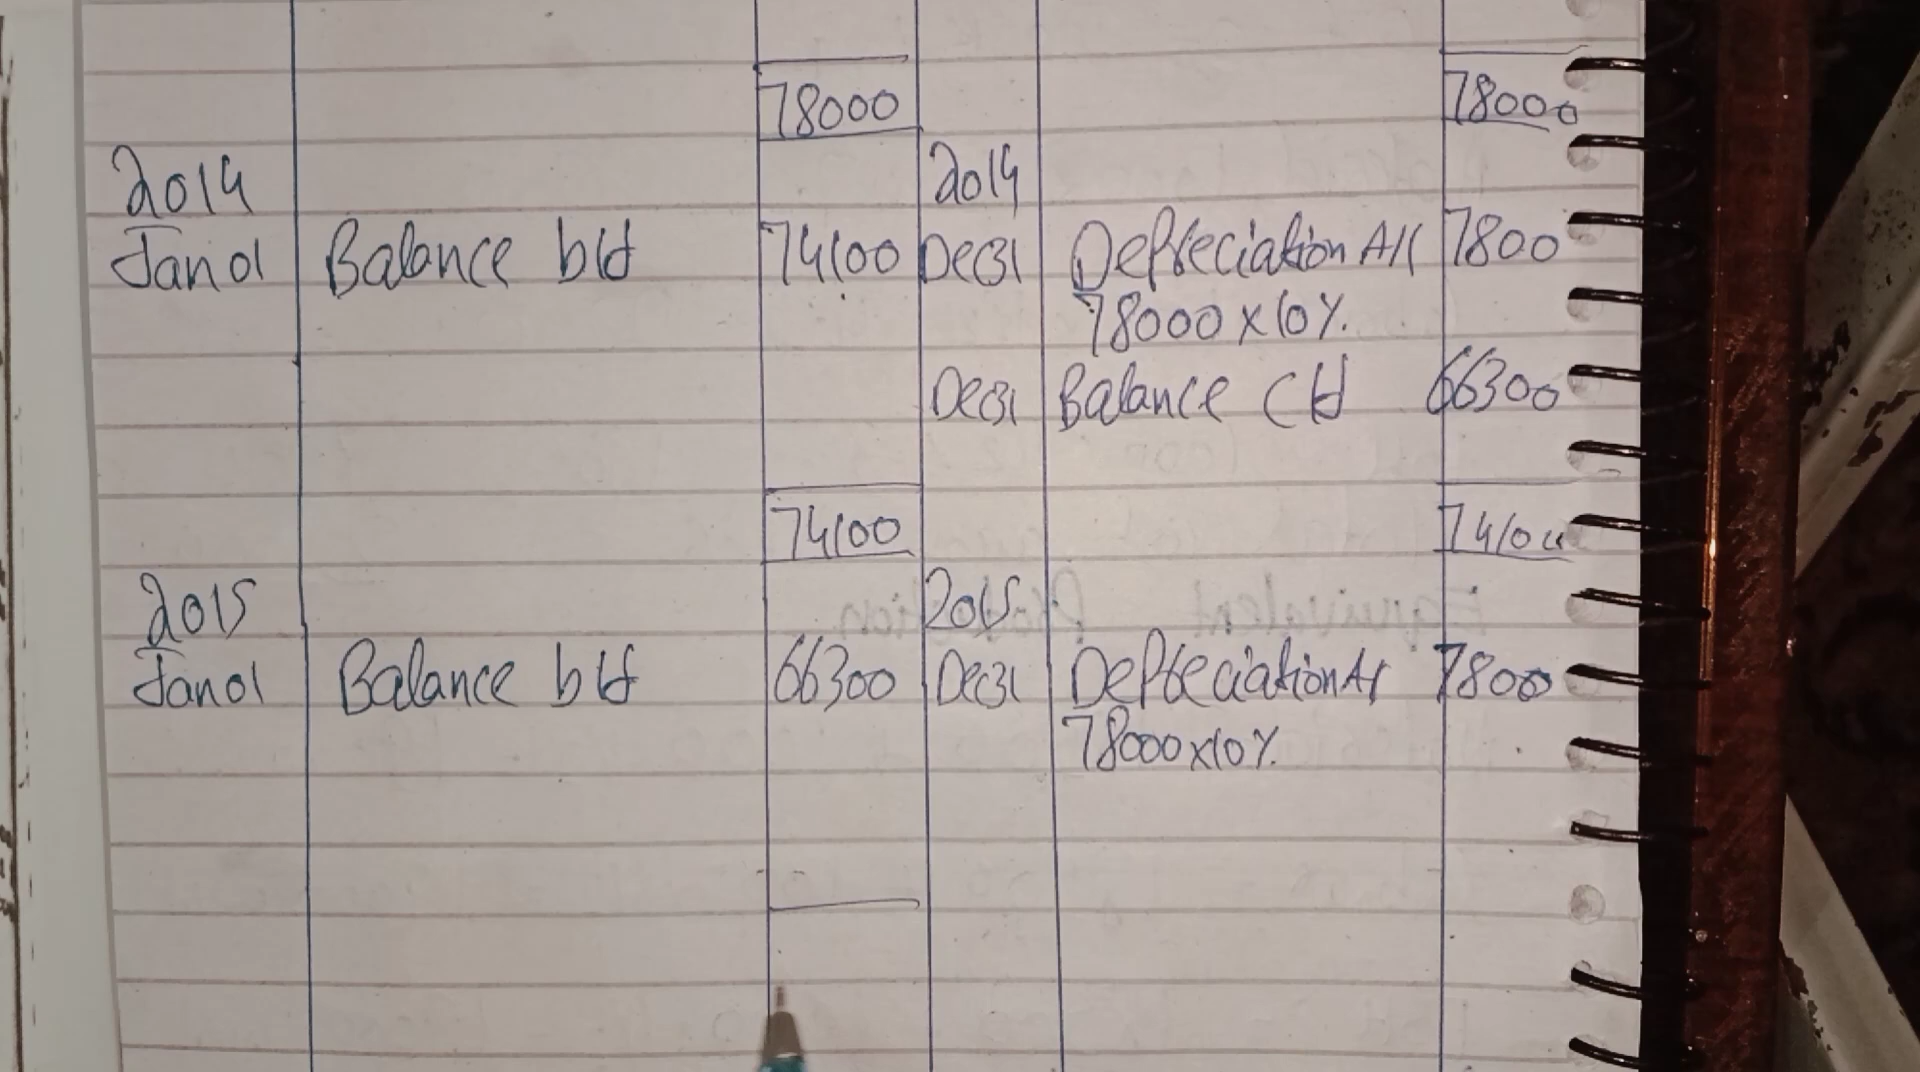 78000 78000
2014 2014
Jan 01 Balance b/d 74100 Dec 31 Depreciation A/C 7800
78000 x 10%.
Dec 31 Balance C/d 66300
74100 74100
2015 2015
Jan 01 Balance b/d 66300 Dec 31 Depreciation A/c 7800
78000 x 10%.